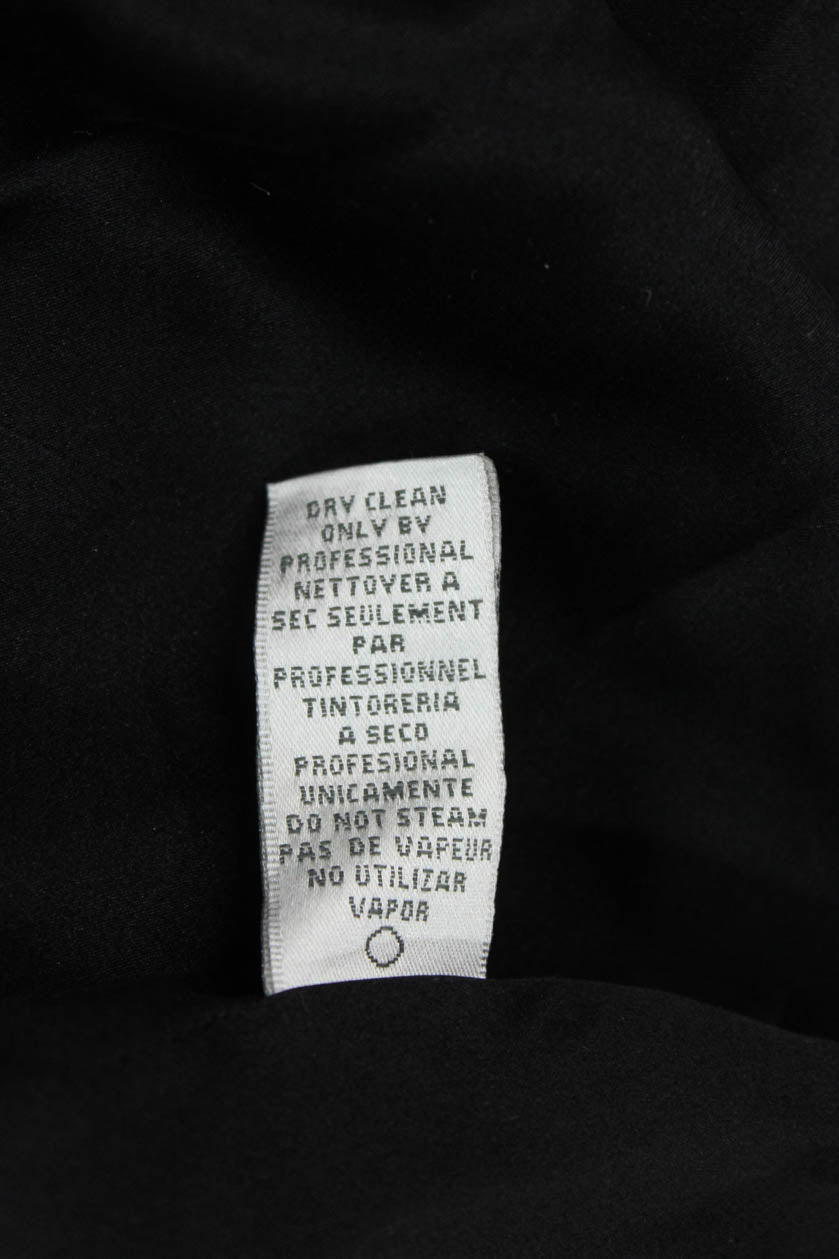 DRY CLEAN
ONLY BY
PROFESSIONAL
NETTOYER A
SEC SEULEMENT
PAR
PROFESSIONNEL
TINTORERIA
A SECO
PROFESIONAL
UNICAMENTE
DO NOT STEAM
PAS DE VAPEUR
NO UTILIZAR
VAPOR